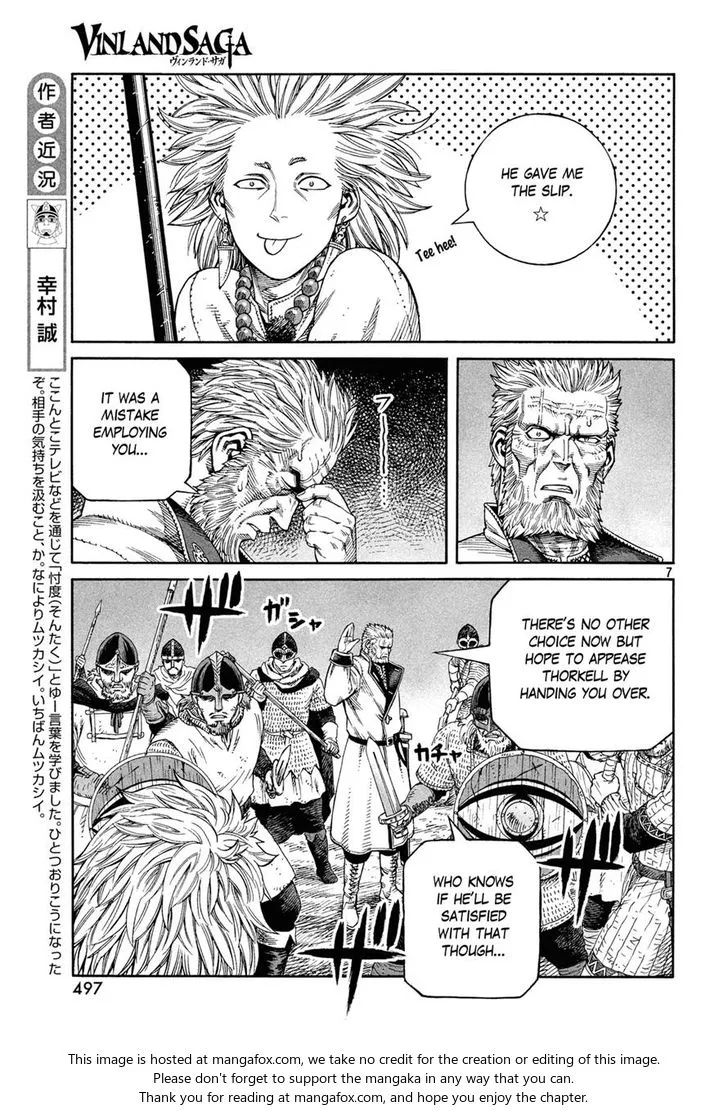 VINLAND SAGA
ヴィンランド・サガ
作者近況
幸村誠
ここんとこテレビなどを通じて「忖度(そんたく)」とゆー言葉を学びました。ひとつおりこうになった
ぞ。相手の気持ちを汲むこと、か。なによりムツカシイ。いちばんムツカシイ。
HE GAVE ME
THE SLIP.
☆
Tee hee!
IT WAS A
MISTAKE
EMPLOYING
YOU...
7
THERE'S NO OTHER
CHOICE NOW BUT
HOPE TO APPEASE
THORKELL BY
HANDING YOU OVER.
ザザ
ガシャ
ガチャ
WHO KNOWS
IF HE'LL BE
SATISFIED
WITH THAT
THOUGH...
497
This image is hosted at mangafox.com, we take no credit for the creation or editing of this image.
Please don't forget to support the mangaka in any way that you can.
Thank you for reading at mangafox.com, and hope you enjoy the chapter.